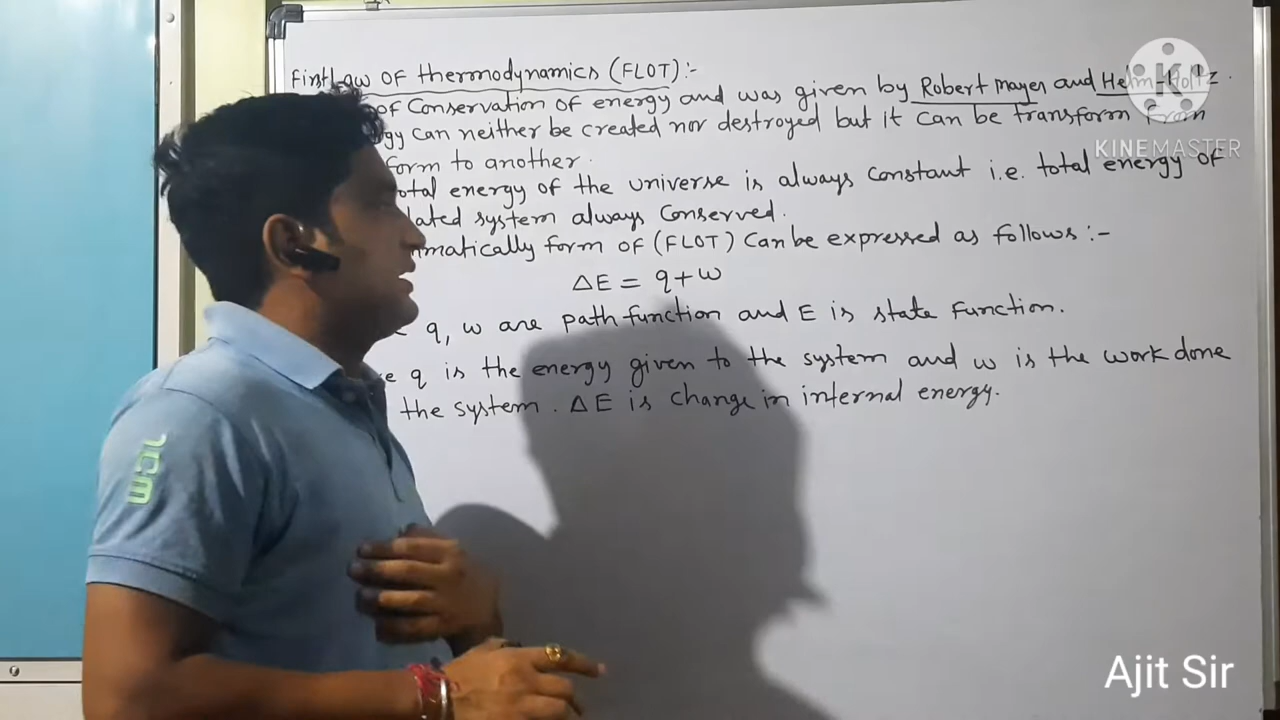 First Law OF thermodynamics (FLOT):-
of Conservation of energy and was given by Robert Mayer and Helm-Holtz.
can neither be created nor destroyed but it can be transform from
form to another.
energy of the universe is always constant i.e. total energy of
system always Conserved.
form of (FLOT) Can be expressed as follows:-
ΔE = q+w
q, w are path function and E is state Function.
q is the energy given to the system and w is the work done
the system. ΔE is change in internal energy.
K
KINEMASTER
Ajit Sir